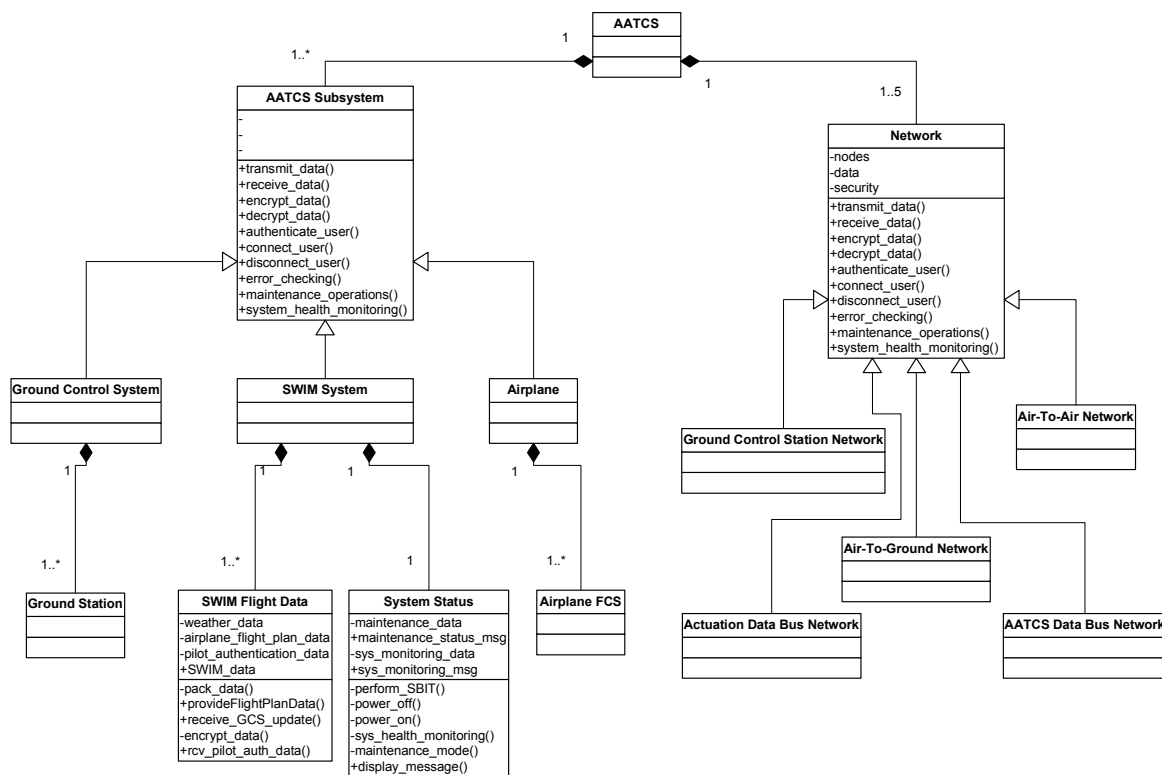 AATCS
1
1
1..*
1..5
AATCS Subsystem
-
-
-
+transmit_data()
+receive_data()
+encrypt_data()
+decrypt_data()
+authenticate_user()
+connect_user()
+disconnect_user()
+error_checking()
+maintenance_operations()
+system_health_monitoring()
Network
-nodes
-data
-security
+transmit_data()
+receive_data()
+encrypt_data()
+decrypt_data()
+authenticate_user()
+connect_user()
+disconnect_user()
+error_checking()
+maintenance_operations()
+system_health_monitoring()
Ground Control System
SWIM System
Airplane
Ground Control Station Network
Air-To-Air Network
1
1
1
1
1..*
1..*
1
1..*
Air-To-Ground Network
Ground Station
SWIM Flight Data
-weather_data
-airplane_flight_plan_data
-pilot_authentication_data
+SWIM_data
-pack_data()
+provideFlightPlanData()
+receive_GCS_update()
-encrypt_data()
+rcv_pilot_auth_data()
System Status
-maintenance_data
+maintenance_status_msg
-sys_monitoring_data
+sys_monitoring_msg
-perform_SBIT()
-power_off()
-power_on()
-sys_health_monitoring()
-maintenance_mode()
+display_message()
Airplane FCS
Actuation Data Bus Network
AATCS Data Bus Network